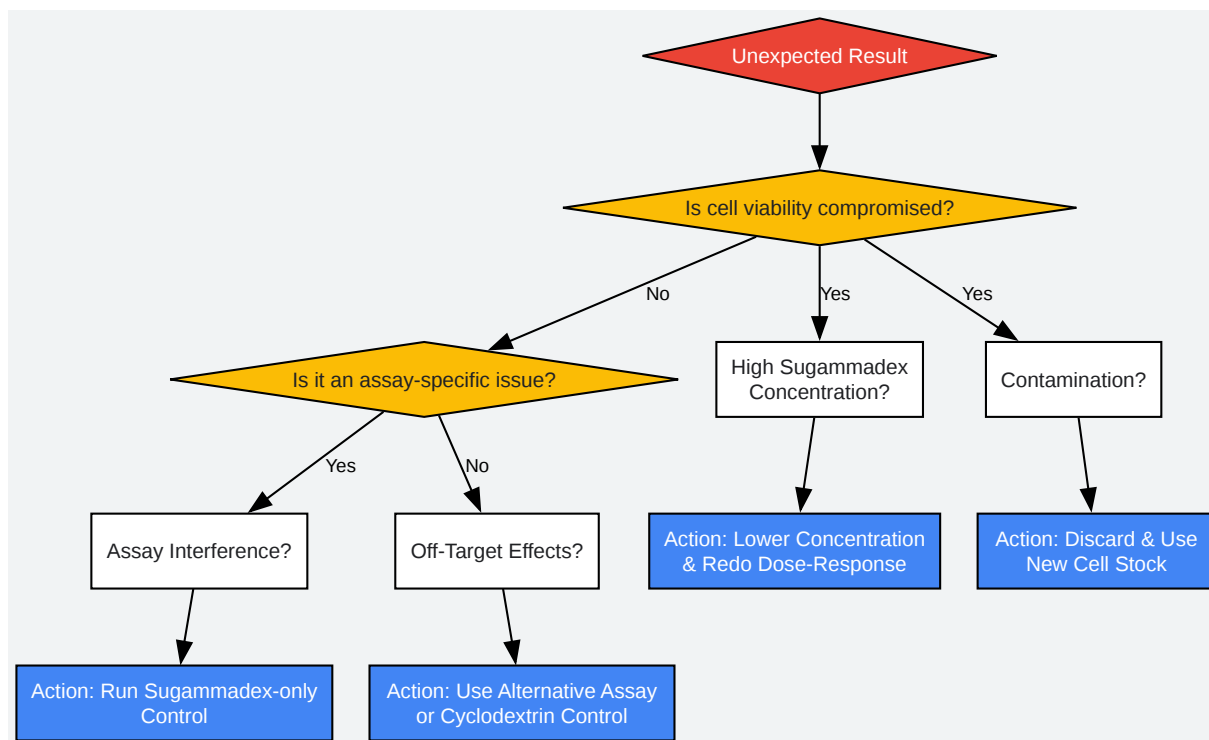 Unexpected Result
Is cell viability compromised?
No
Yes
Yes
Is it an assay-specific issue?
High Sugammadex
Concentration?
Contamination?
Yes
No
Assay Interference?
Off-Target Effects?
Action: Lower Concentration
& Redo Dose-Response
Action: Discard & Use
New Cell Stock
Action: Run Sugammadex-only
Control
Action: Use Alternative Assay
or Cyclodextrin Control